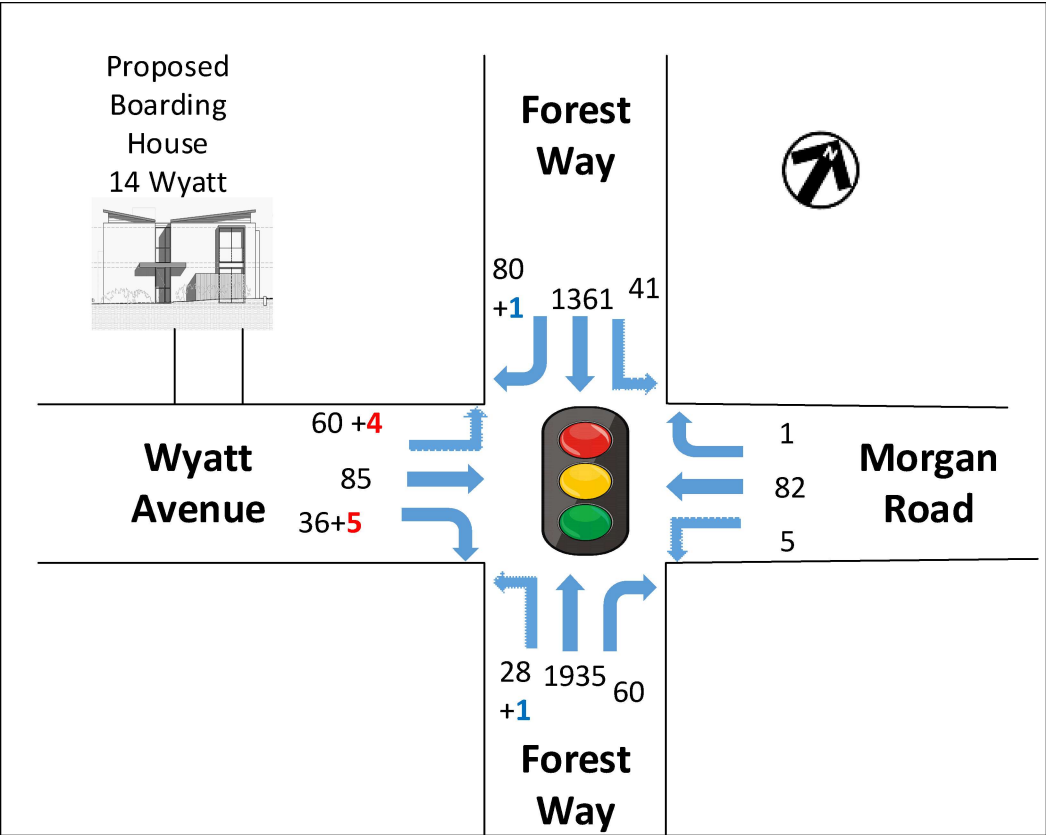 Proposed
Boarding
House
14 Wyatt
Forest
Way
N
80
+1
1361
41
60 +4
85
36+5
Wyatt
Avenue
1
82
5
Morgan
Road
28
+1
1935
60
Forest
Way